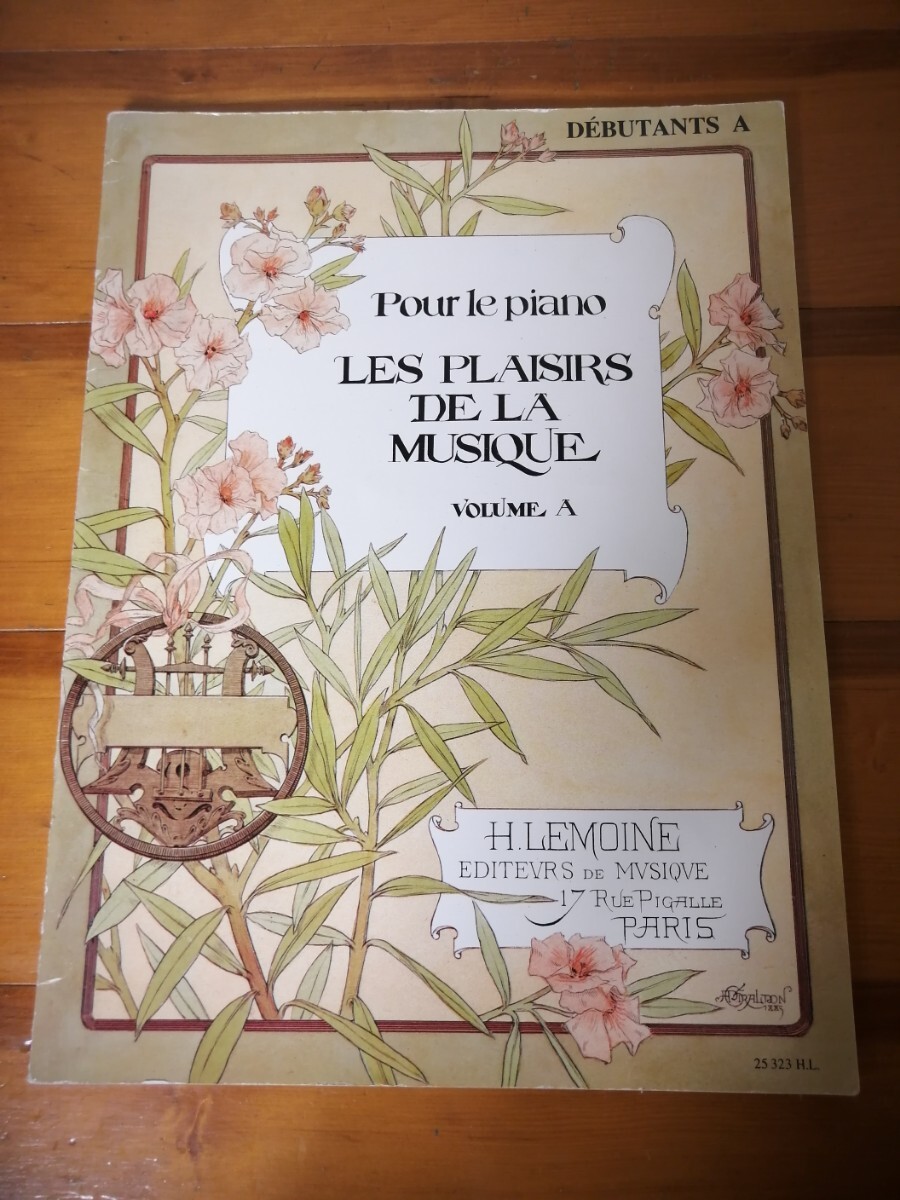 DÉBUTANTS A
Pour le piano
LES PLAISIRS
DE LA
MUSIQUE
VOLUME A
H. LEMOINE
EDITEVRS DE MVSIQVE
17 RUE PIGALLE
PARIS
25 323 H.L.